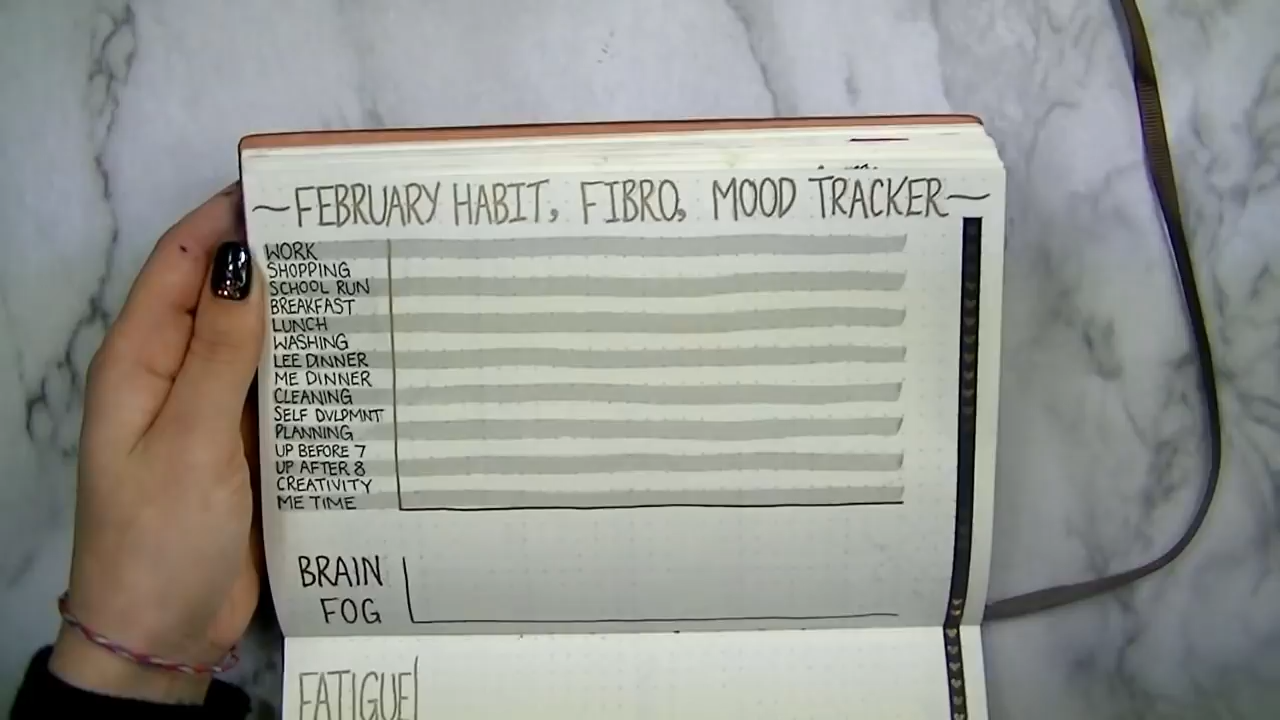 ~FEBRUARY HABIT, FIBRO, MOOD TRACKER~
WORK
SHOPPING
SCHOOL RUN
BREAKFAST
LUNCH
WASHING
LEE DINNER
ME DINNER
CLEANING
SELF DVLPMNT
PLANNING
UP BEFORE 7
UP AFTER 8
CREATIVITY
ME TIME
BRAIN
FOG
FATIGUE